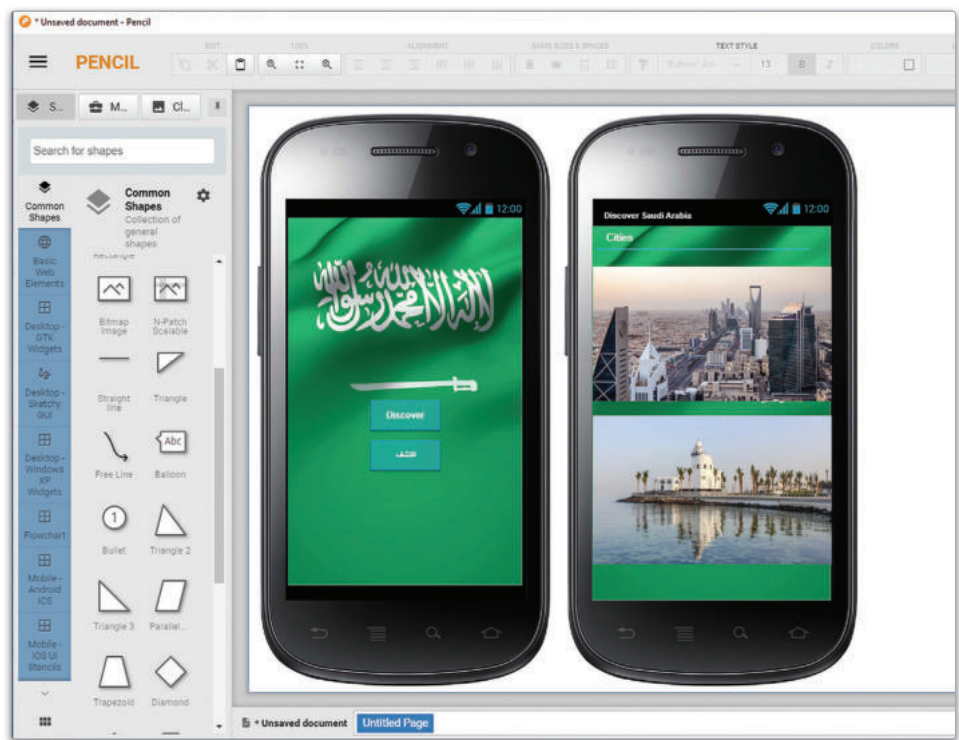 * Unsaved document - Pencil
EDIT
100%
ALIGNMENT
SAME SIZES & SPACES
TEXT STYLE
COLORS
PENCIL
13
B
I
S...
M...
Cl...
Search for shapes
Common Shapes
Basic Web Elements
Desktop - GTK Widgets
Desktop - Sketchy GUI
Desktop - Windows XP Widgets
Flowchart
Mobile - Android ICS
Mobile - iOS UI Stencils
Common Shapes
Collection of general shapes
Rectangle
Bitmap Image
N-Patch Scalable
Straight line
Triangle
Free Line
Abc
Balloon
1
Bullet
Triangle 2
Triangle 3
Parallel...
Trapezoid
Diamond
12:00
لا إله إلا الله محمد رسول الله
Discover
12:00
Discover Saudi Arabia
Cities
* Unsaved document
Untitled Page